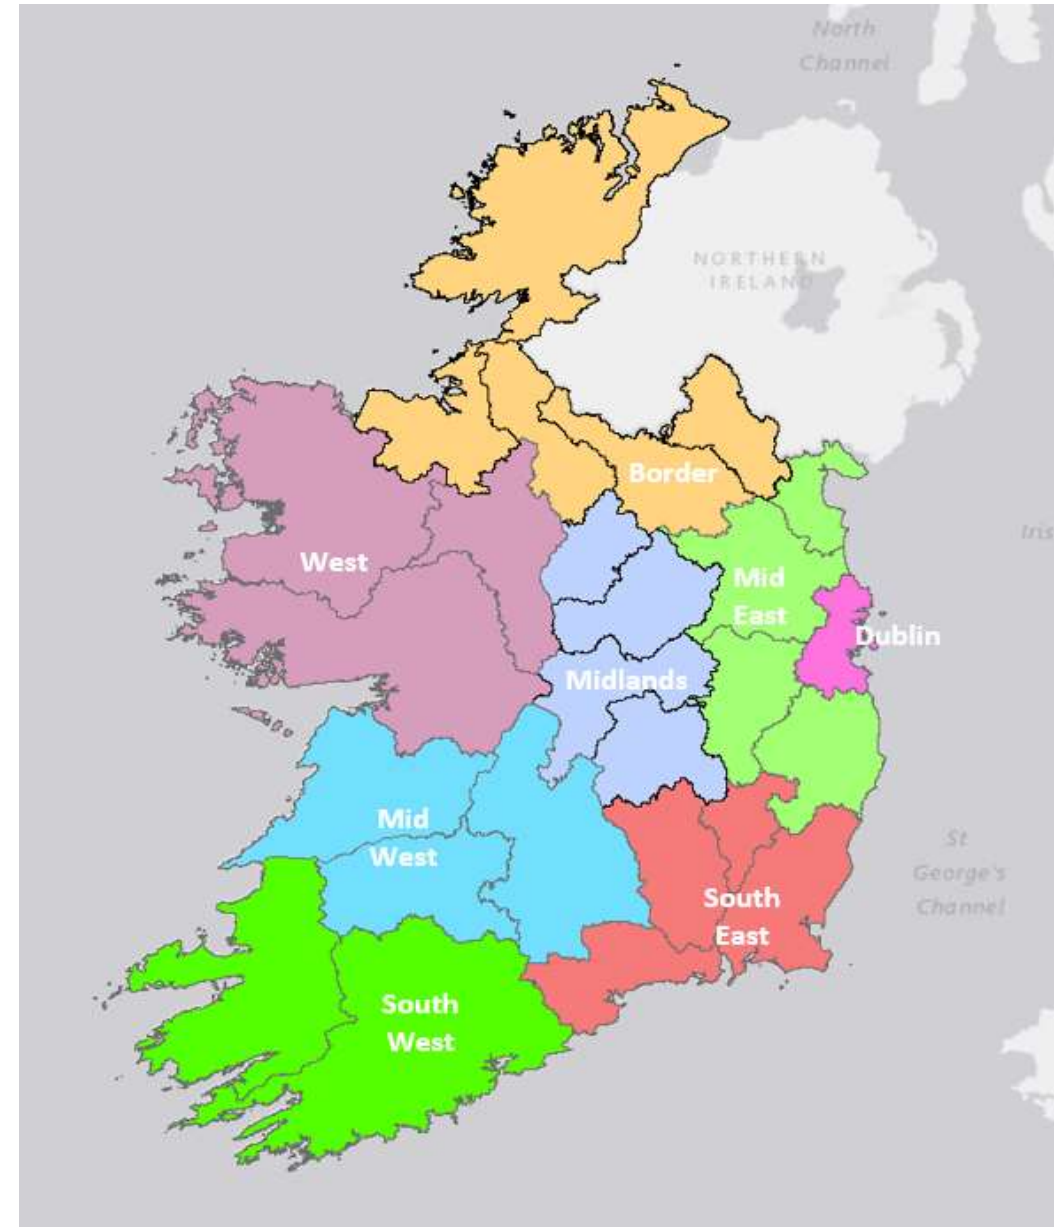 North
Channel
NORTHERN
IRELAND
Border
West
Mid
East
Dublin
Midlands
Mid
West
South
East
St
George's
Channel
South
West